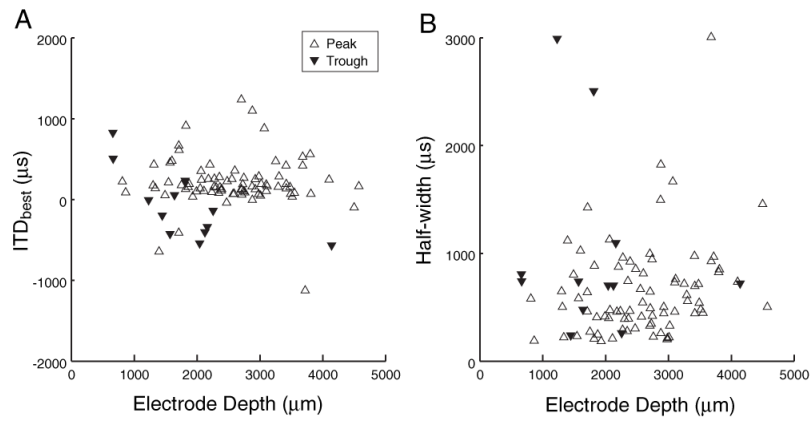 A
2000
1000
0
-1000
-2000
ITDbest (μs)
0 1000 2000 3000 4000 5000
Electrode Depth (μm)
△ Peak
▼ Trough
B
3000
2000
1000
0
Half-width (μs)
0 1000 2000 3000 4000 5000
Electrode Depth (μm)